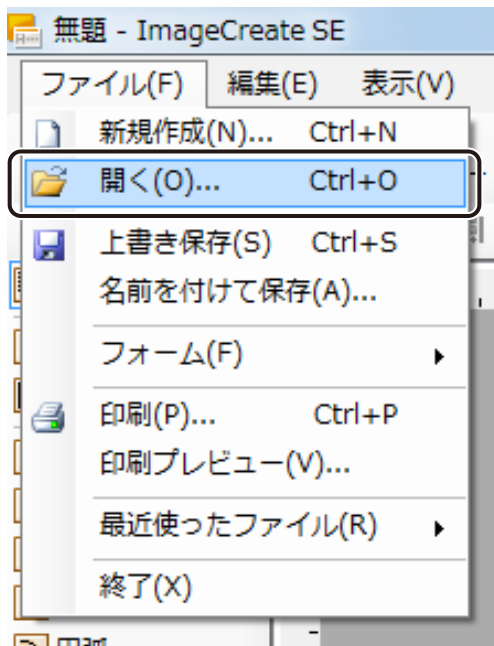 無題 - ImageCreate SE
ファイル(F) 編集(E) 表示(V)
新規作成(N)... Ctrl+N
開く(O)... Ctrl+O
上書き保存(S) Ctrl+S
名前を付けて保存(A)...
フォーム(F)
印刷(P)... Ctrl+P
印刷プレビュー(V)...
最近使ったファイル(R)
終了(X)